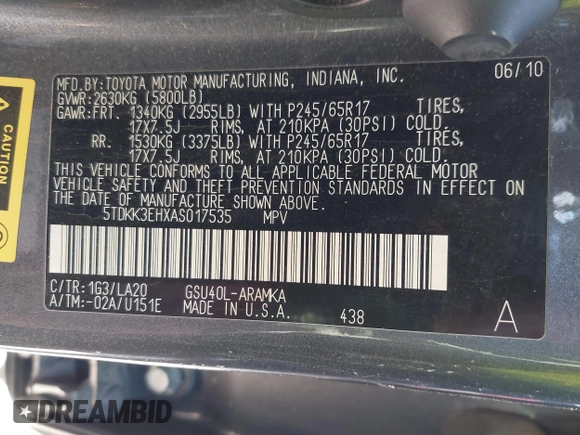 MFD.BY:TOYOTA MOTOR MANUFACTURING, INDIANA, INC. 06/10
GVWR:2630KG (5800LB)
GAWR:FRT. 1340KG (2955LB) WITH P245/65R17 TIRES,
17X7.5J RIMS, AT 210KPA (30PSI) COLD.
RR. 1530KG (3375LB) WITH P245/65R17 TIRES,
17X7.5J RIMS, AT 210KPA (30PSI) COLD.
THIS VEHICLE CONFORMS TO ALL APPLICABLE FEDERAL MOTOR
VEHICLE SAFETY AND THEFT PREVENTION STANDARDS IN EFFECT ON
THE DATE OF MANUFACTURE SHOWN ABOVE.
5TDKK3EHXAS017535 MPV
C/TR:1G3/LA20 GSU40L-ARAMKA
A/TM:-02A/U151E MADE IN U.S.A. 438 A
CAUTION
DREAMBID